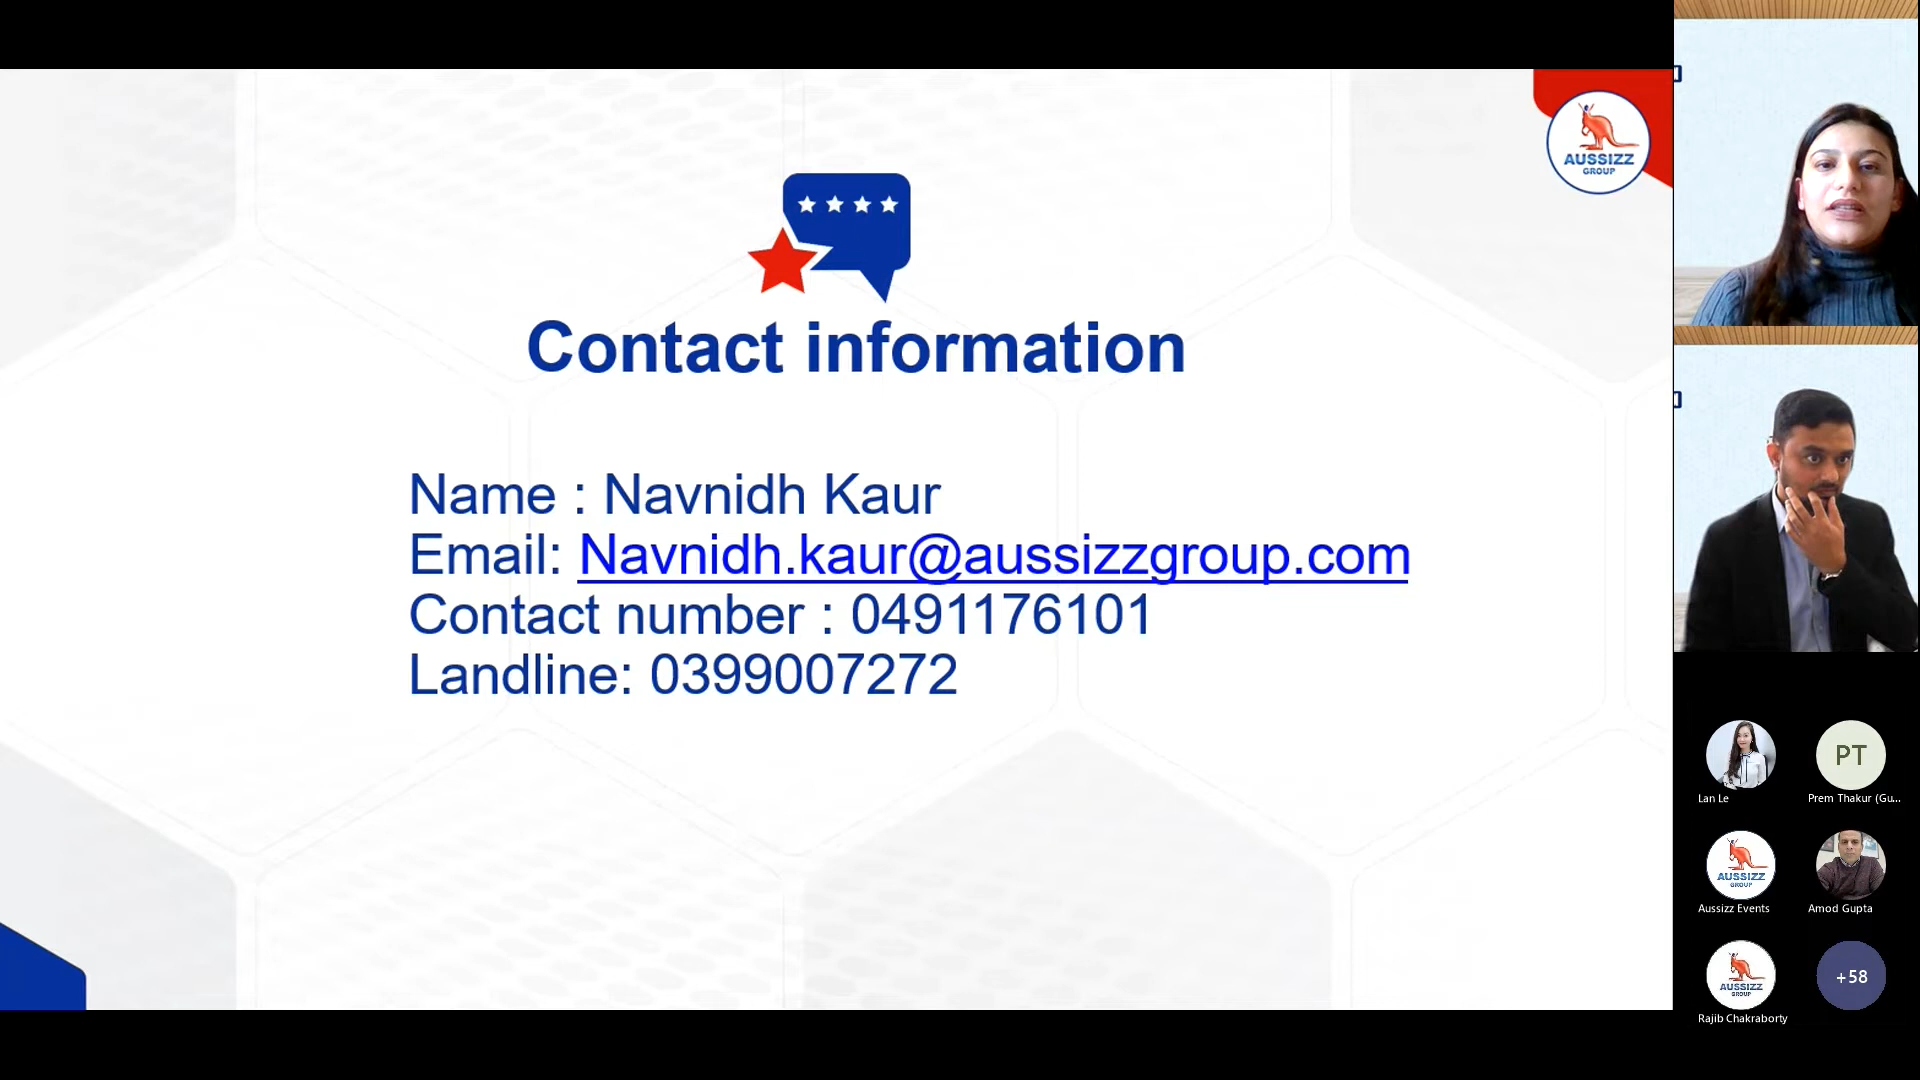 AUSSIZZ
GROUP
Contact information
Name : Navnidh Kaur
Email: Navnidh.kaur@aussizzgroup.com
Contact number : 0491176101
Landline: 0399007272
Lan Le
PT
Prem Thakur (Gu...
AUSSIZZ
GROUP
Aussizz Events
Amod Gupta
AUSSIZZ
GROUP
Rajib Chakraborty
+58